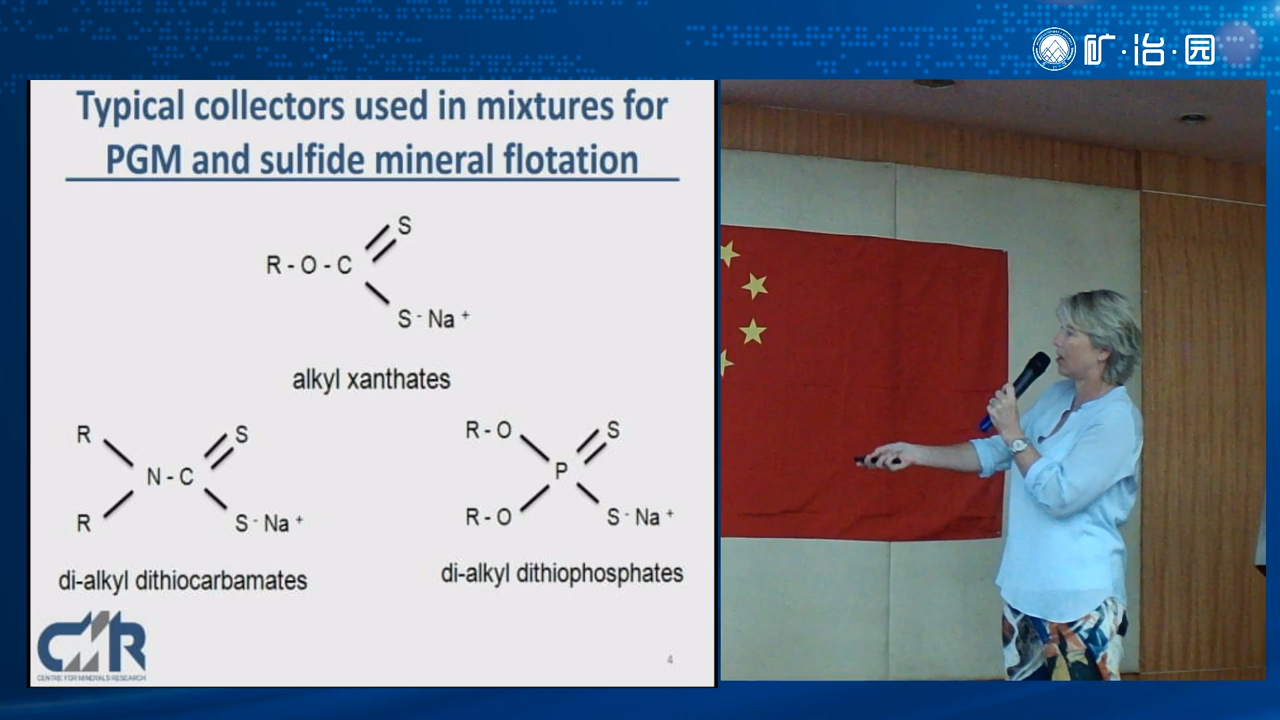 矿·冶·园
Typical collectors used in mixtures for
PGM and sulfide mineral flotation
S
R - O - C
S - Na +
alkyl xanthates
R
S
N - C
R
S - Na +
di-alkyl dithiocarbamates
R - O
S
P
R - O
S - Na +
di-alkyl dithiophosphates
CMR
CENTRE FOR MINERALS RESEARCH
4